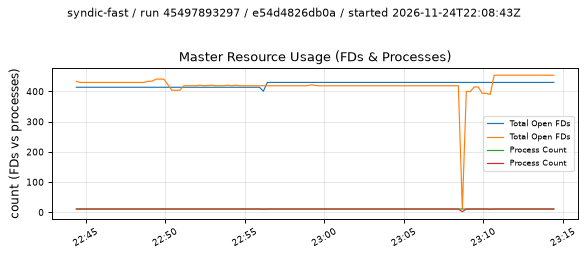 syndic-fast / run 45497893297 / e54d4826db0a / started 2026-11-24T22:08:43Z
Master Resource Usage (FDs & Processes)
count (FDs vs processes)
400
300
200
100
0
Total Open FDs
Total Open FDs
Process Count
Process Count
22:45
22:50
22:55
23:00
23:05
23:10
23:15